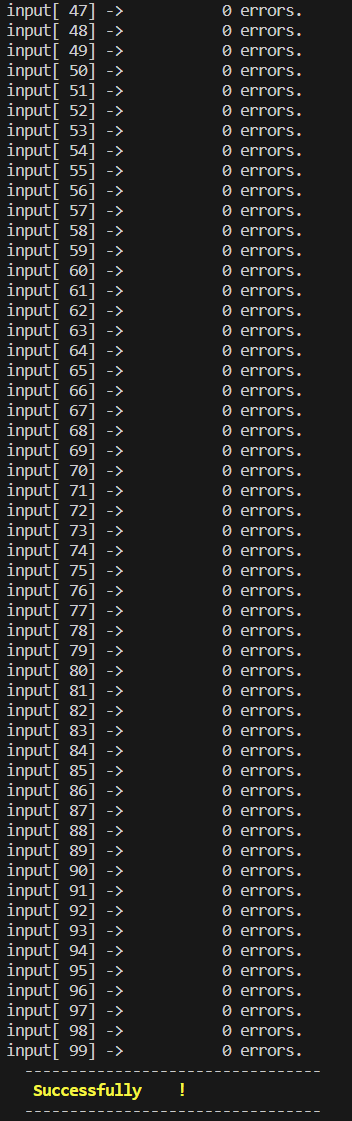 input[ 47] ->           0 errors.
input[ 48] ->           0 errors.
input[ 49] ->           0 errors.
input[ 50] ->           0 errors.
input[ 51] ->           0 errors.
input[ 52] ->           0 errors.
input[ 53] ->           0 errors.
input[ 54] ->           0 errors.
input[ 55] ->           0 errors.
input[ 56] ->           0 errors.
input[ 57] ->           0 errors.
input[ 58] ->           0 errors.
input[ 59] ->           0 errors.
input[ 60] ->           0 errors.
input[ 61] ->           0 errors.
input[ 62] ->           0 errors.
input[ 63] ->           0 errors.
input[ 64] ->           0 errors.
input[ 65] ->           0 errors.
input[ 66] ->           0 errors.
input[ 67] ->           0 errors.
input[ 68] ->           0 errors.
input[ 69] ->           0 errors.
input[ 70] ->           0 errors.
input[ 71] ->           0 errors.
input[ 72] ->           0 errors.
input[ 73] ->           0 errors.
input[ 74] ->           0 errors.
input[ 75] ->           0 errors.
input[ 76] ->           0 errors.
input[ 77] ->           0 errors.
input[ 78] ->           0 errors.
input[ 79] ->           0 errors.
input[ 80] ->           0 errors.
input[ 81] ->           0 errors.
input[ 82] ->           0 errors.
input[ 83] ->           0 errors.
input[ 84] ->           0 errors.
input[ 85] ->           0 errors.
input[ 86] ->           0 errors.
input[ 87] ->           0 errors.
input[ 88] ->           0 errors.
input[ 89] ->           0 errors.
input[ 90] ->           0 errors.
input[ 91] ->           0 errors.
input[ 92] ->           0 errors.
input[ 93] ->           0 errors.
input[ 94] ->           0 errors.
input[ 95] ->           0 errors.
input[ 96] ->           0 errors.
input[ 97] ->           0 errors.
input[ 98] ->           0 errors.
input[ 99] ->           0 errors.
  ---------------------------------
   Successfully    !
  ---------------------------------